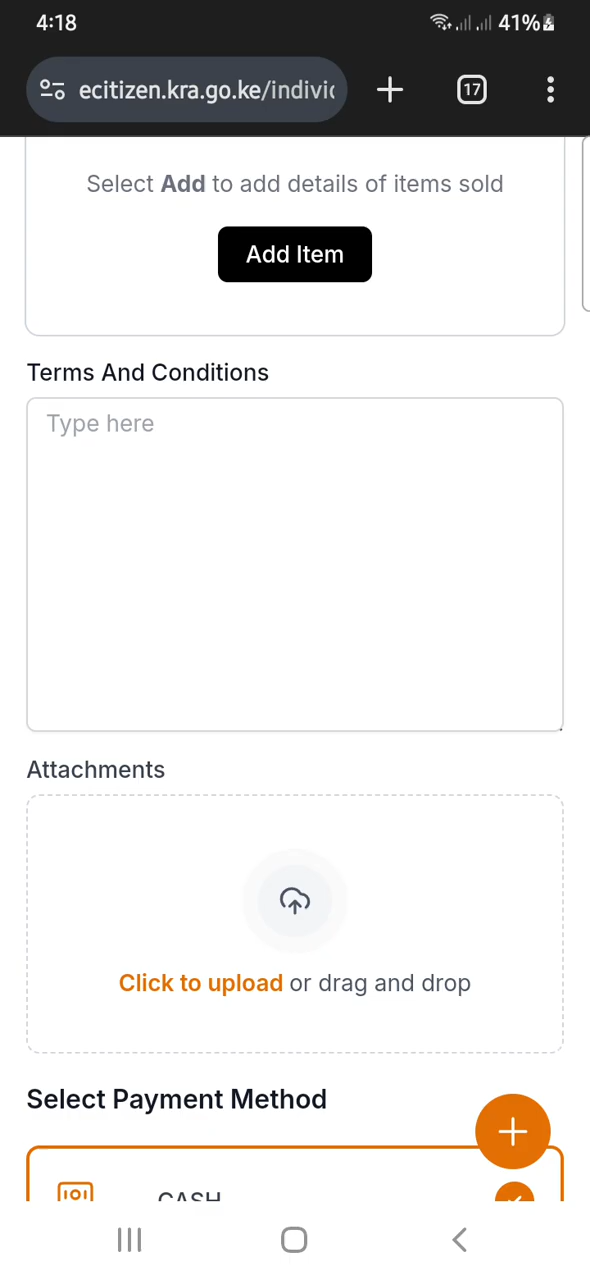 4:18
41%
ecitizen.kra.go.ke/indivi
17
Select Add to add details of items sold
Add Item
Terms And Conditions
Type here
Attachments
Click to upload or drag and drop
Select Payment Method
CASH